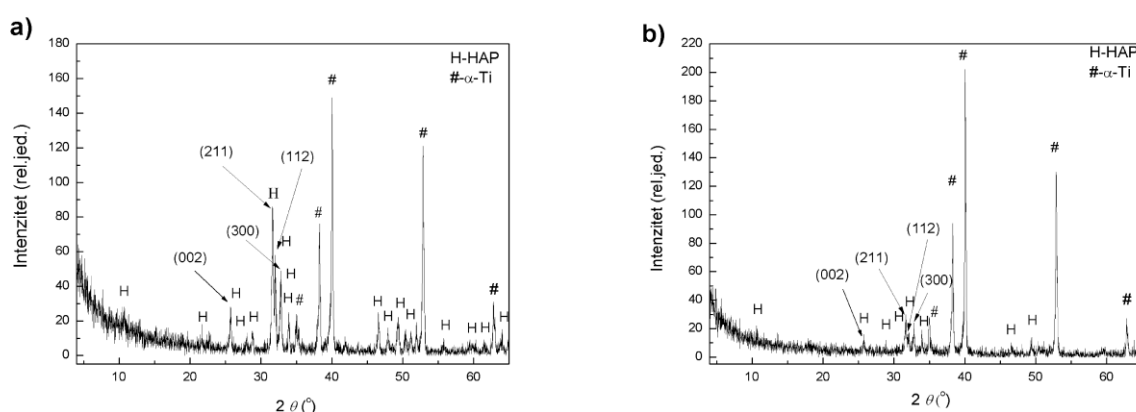 a)
Intenzitet (rel.jed.)
180
160
140
120
100
80
60
40
20
0
H-HAP
#-α-Ti
#
#
(211)
H
(112)
#
(300)
H
(002)
H
H
H
H
#
#
H
H
H
H
H
H
H
H
H
H
H
H
10
20
30
40
50
60
2 θ (°)
b)
Intenzitet (rel.jed.)
220
200
180
160
140
120
100
80
60
40
20
0
H-HAP
#-α-Ti
#
#
#
(112)
(211)
(300)
(002)
H
H
H
H
H
H
#
H
H
#
10
20
30
40
50
60
2 θ (°)